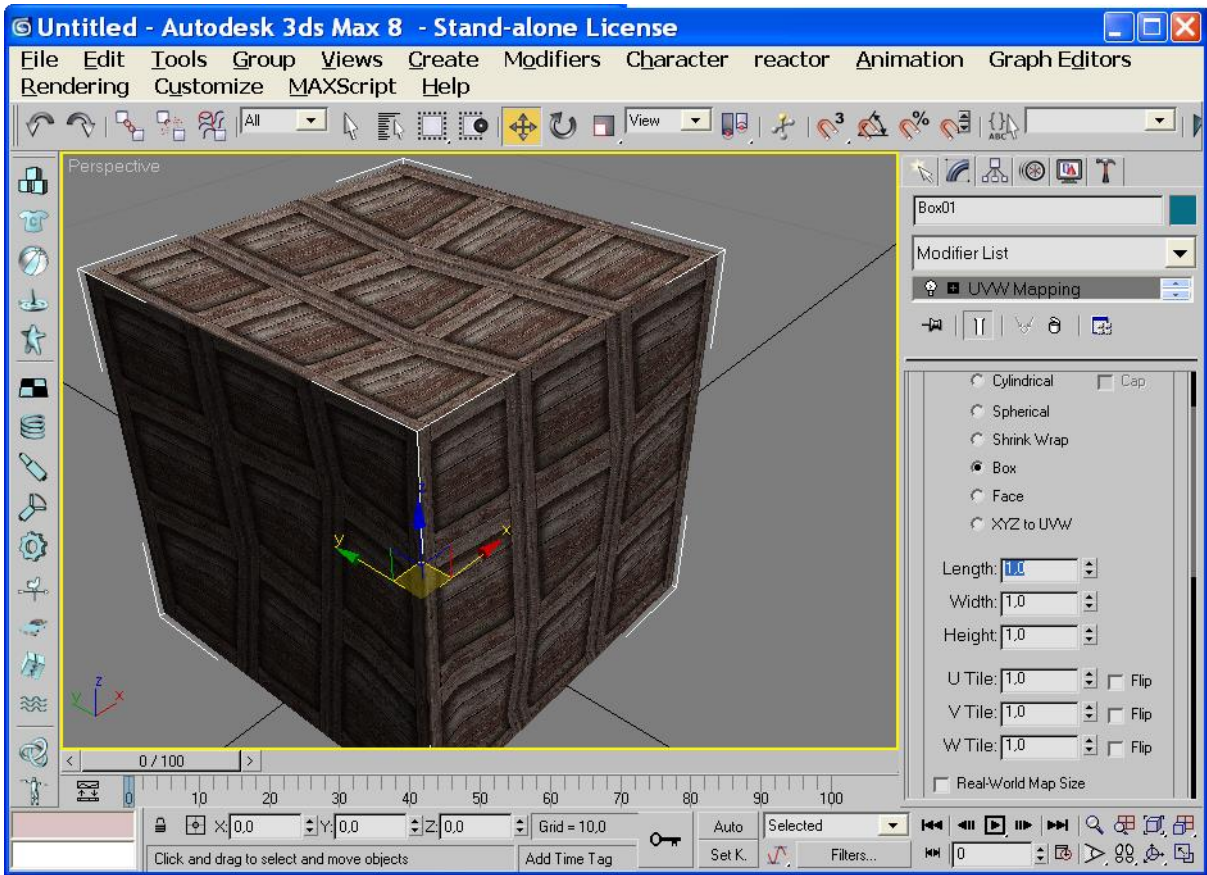 Untitled - Autodesk 3ds Max 8 - Stand-alone License
File Edit Tools Group Views Create Modifiers Character reactor Animation Graph Editors
Rendering Customize MAXScript Help
All
View
3
%
ABC
Perspective
Box01
Modifier List
UVW Mapping
Cylindrical Cap
Spherical
Shrink Wrap
Box
Face
XYZ to UVW
Length: 1,0
Width: 1,0
Height: 1,0
U Tile: 1,0 Flip
V Tile: 1,0 Flip
W Tile: 1,0 Flip
Real-World Map Size
z
y x
z
y x
0 / 100
0 10 20 30 40 50 60 70 80 90 100
X: 0,0 Y: 0,0 Z: 0,0 Grid = 10,0 Auto Selected
Click and drag to select and move objects Add Time Tag Set K. Filters... 0